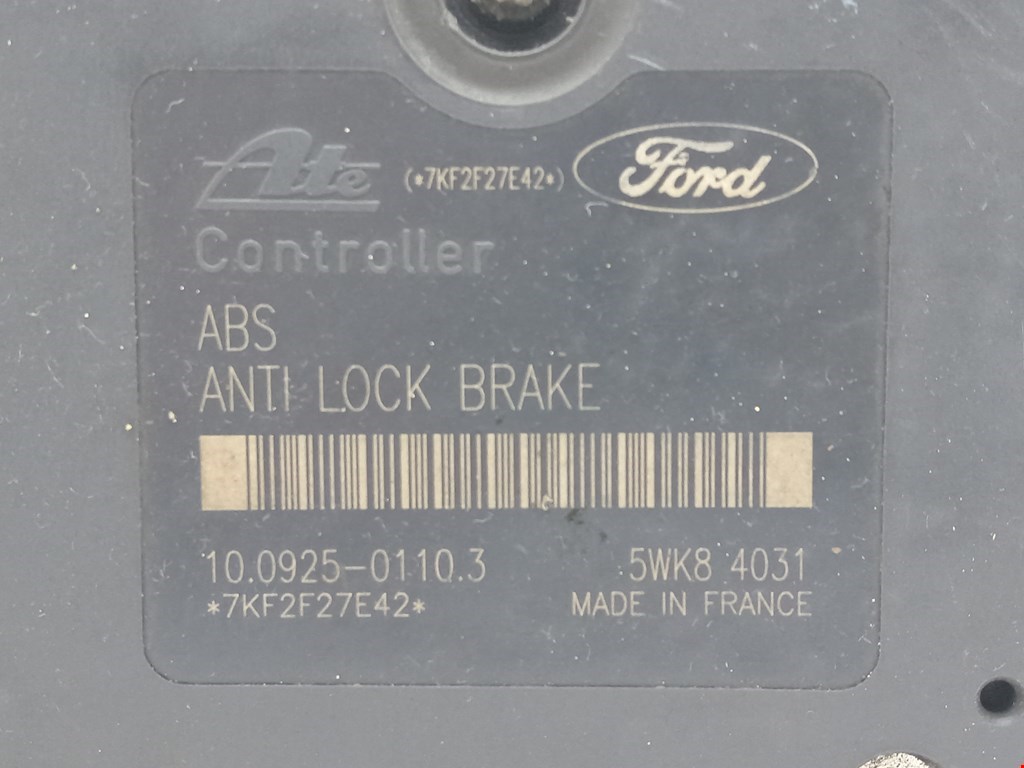 Ate (*7KF2F27E42*) Ford
Controller
ABS
ANTI LOCK BRAKE
10.0925-0110.3 5WK8 4031
*7KF2F27E42* MADE IN FRANCE